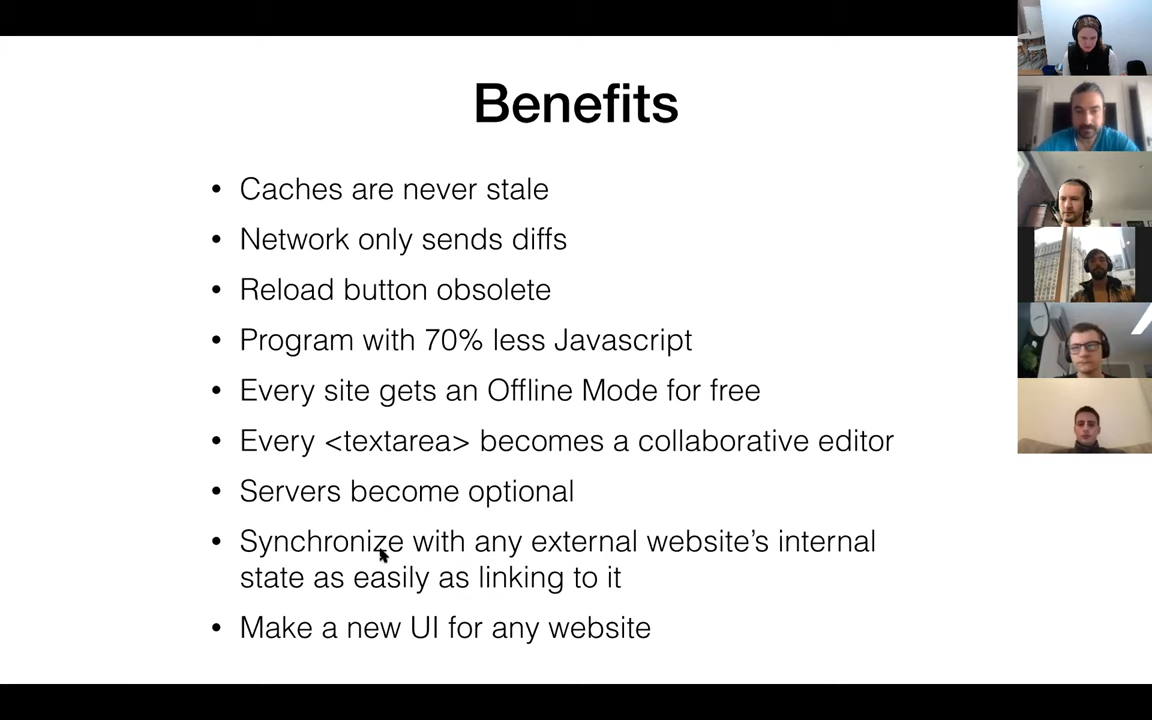 Benefits
• Caches are never stale
• Network only sends diffs
• Reload button obsolete
• Program with 70% less Javascript
• Every site gets an Offline Mode for free
• Every <textarea> becomes a collaborative editor
• Servers become optional
• Synchronize with any external website's internal
state as easily as linking to it
• Make a new UI for any website